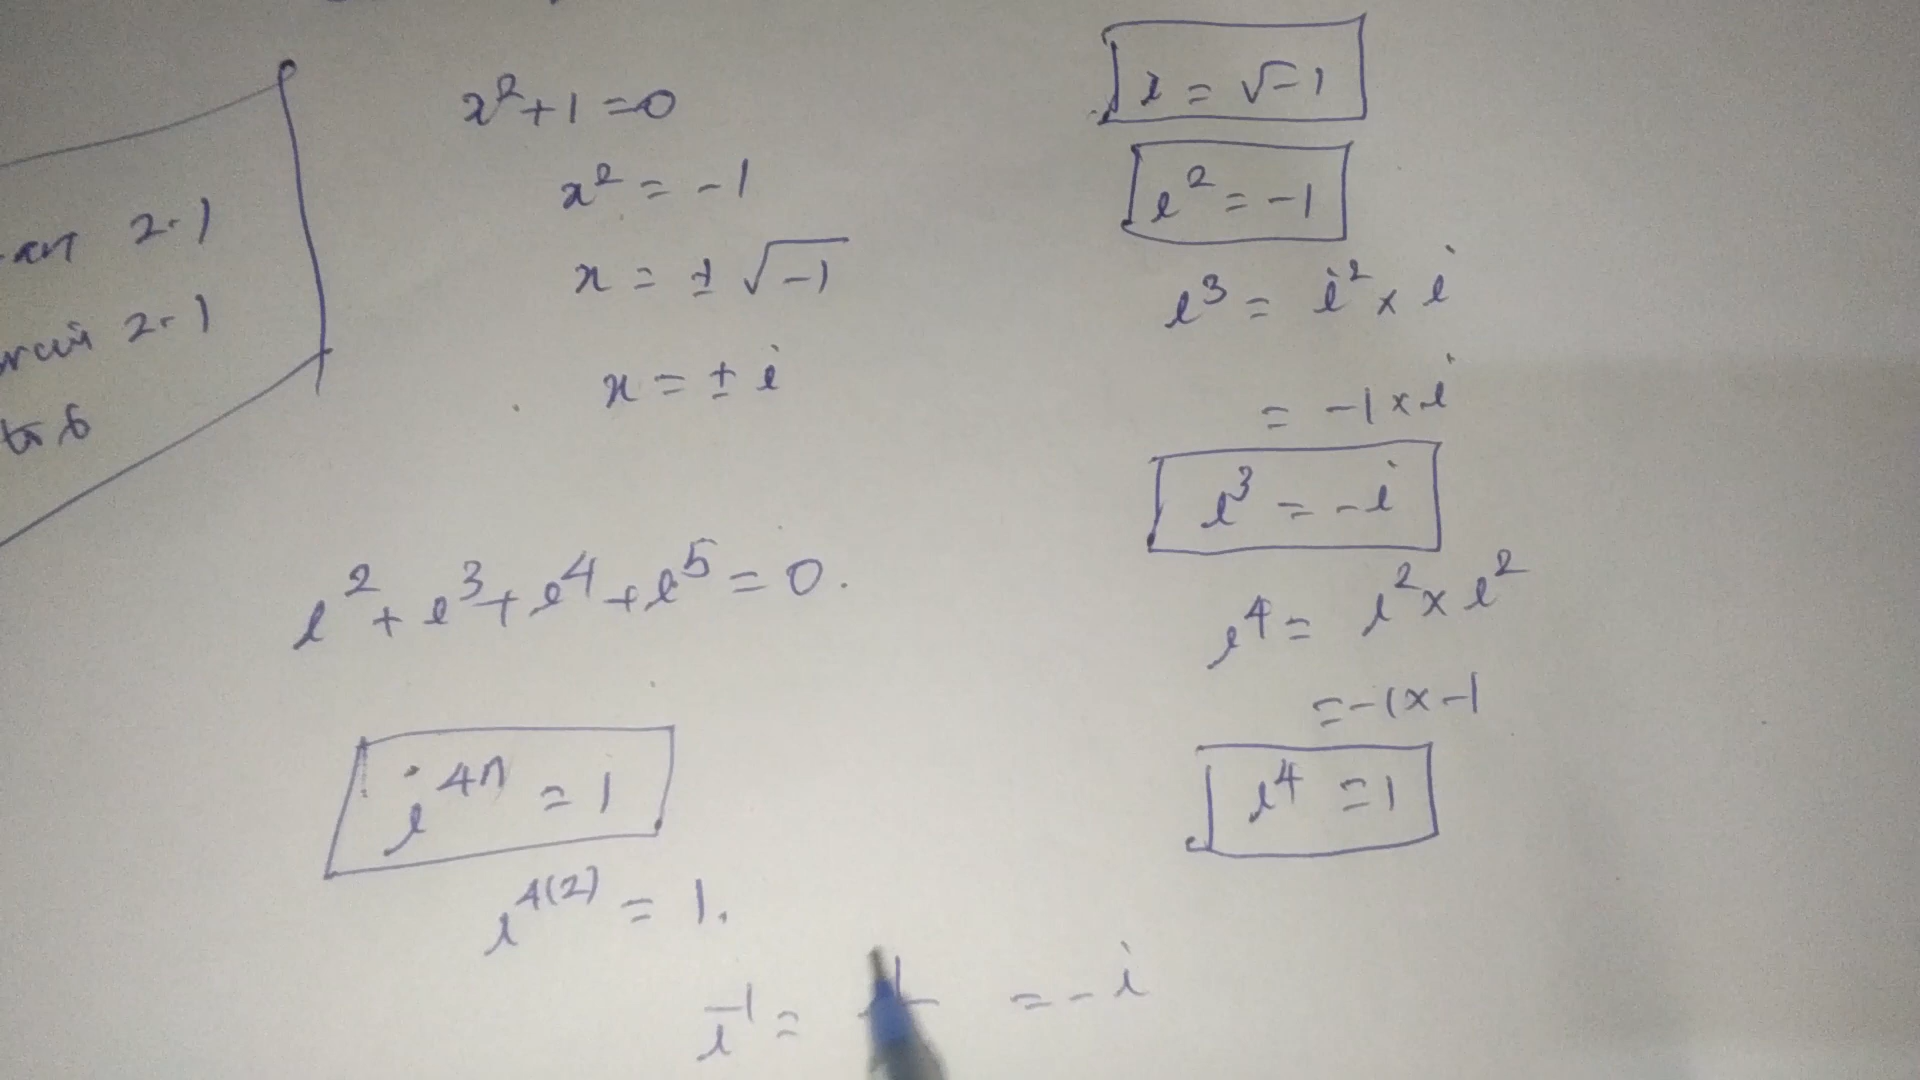 2.1
2.1
x²+1=0
x² = -1
x = ± √-1
x = ± i
i²+i³+i⁴+i⁵=0.
i⁴ⁿ = 1
i⁴⁽²⁾ = 1.
i⁻¹ = = -i
i = √-1
i² = -1
i³ = i² × i
= -1 × i
i³ = -i
i⁴ = i² × i²
= -1 × -1
i⁴ = 1